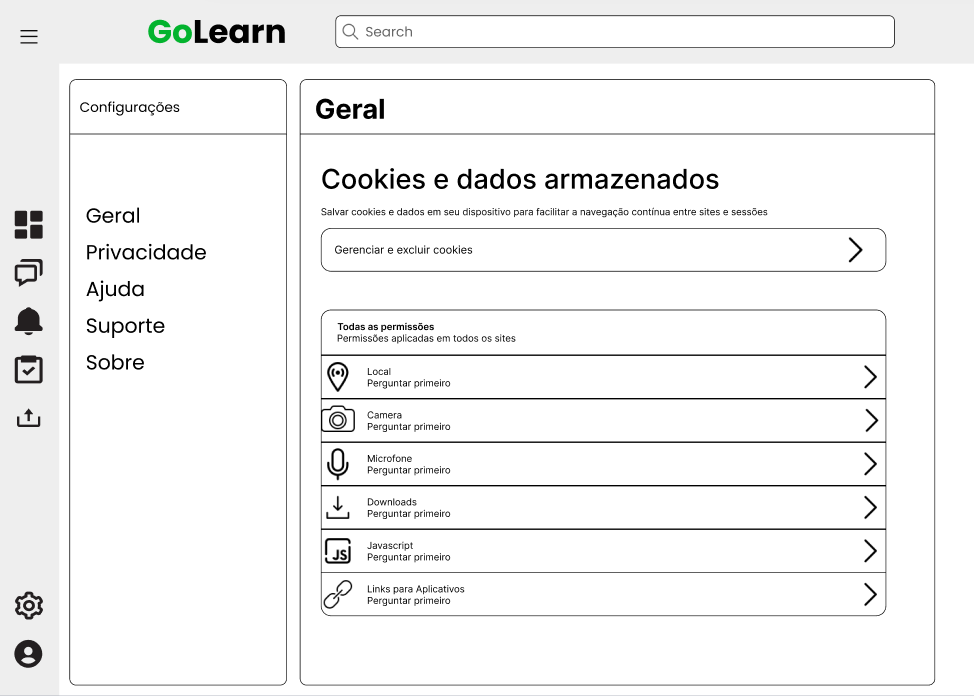 GoLearn
Search
Configurações
Geral
Privacidade
Ajuda
Suporte
Sobre
Geral
Cookies e dados armazenados
Salvar cookies e dados em seu dispositivo para facilitar a navegação contínua entre sites e sessões
Gerenciar e excluir cookies
Todas as permissões
Permissões aplicadas em todos os sites
Local
Perguntar primeiro
Camera
Perguntar primeiro
Microfone
Perguntar primeiro
Downloads
Perguntar primeiro
JS
Javascript
Perguntar primeiro
Links para Aplicativos
Perguntar primeiro